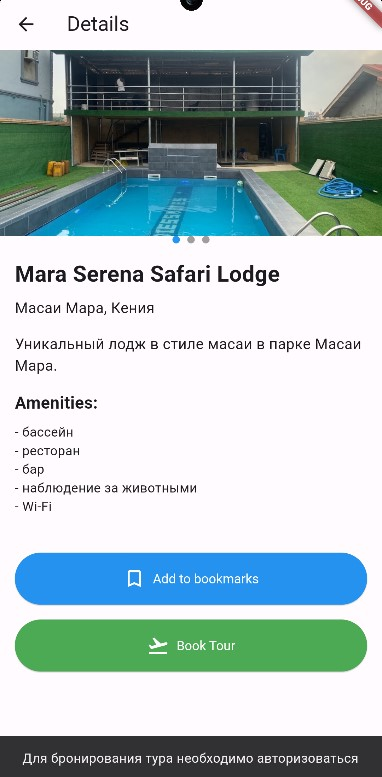 Details
Mara Serena Safari Lodge
Масаи Мара, Кения
Уникальный лодж в стиле масаи в парке Масаи
Мара.
Amenities:
- бассейн
- ресторан
- бар
- наблюдение за животными
- Wi-Fi
Add to bookmarks
Book Tour
Для бронирования тура необходимо авторизоваться